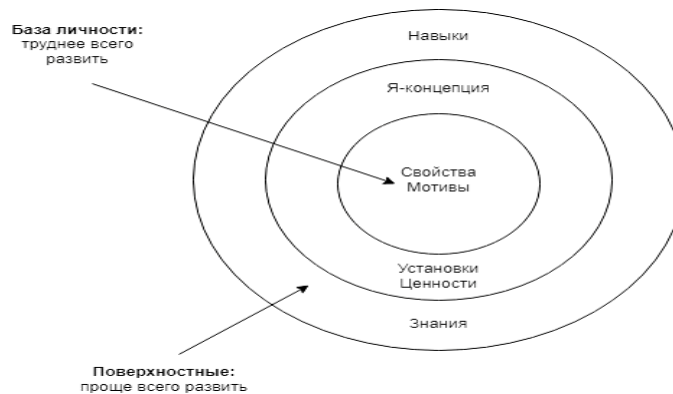 База личности:
труднее всего
развить
Навыки
Я-концепция
Свойства
Мотивы
Установки
Ценности
Знания
Поверхностные:
проще всего развить